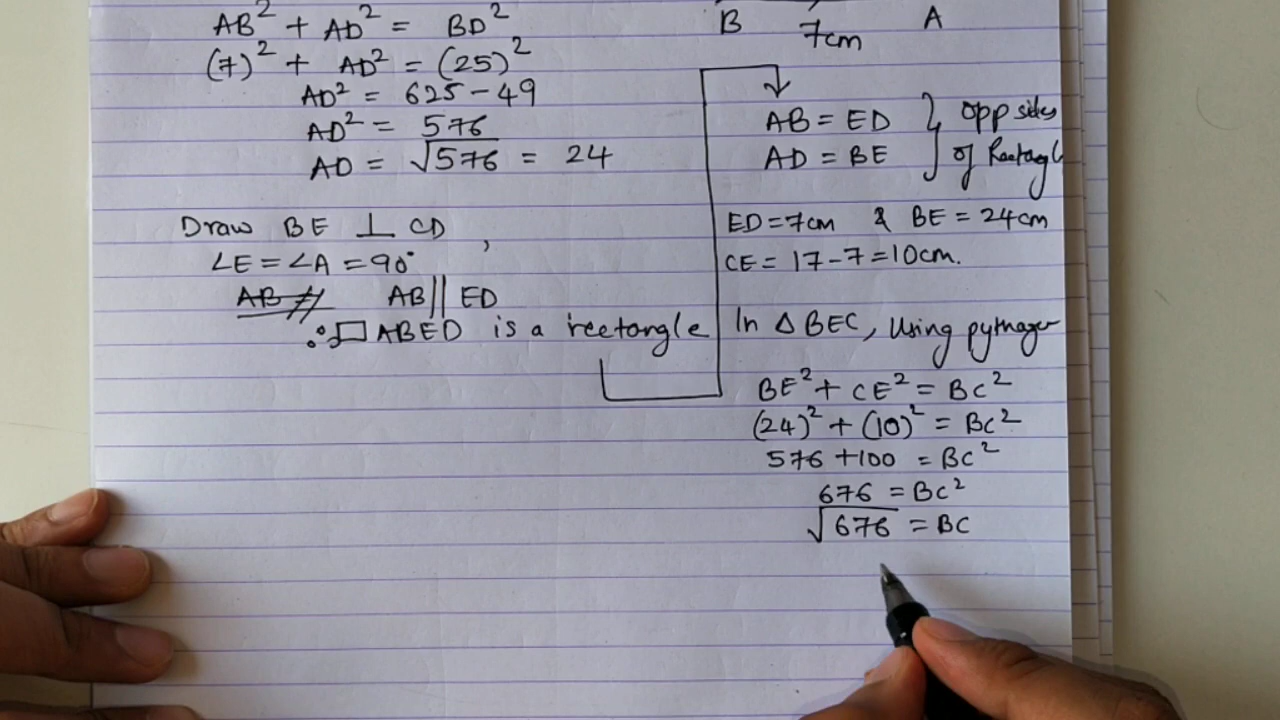 AB² + AD² = BD²
(7)² + AD² = (25)²
AD² = 625 - 49
AD² = 576
AD = √576 = 24
Draw BE ⊥ CD,
∠E = ∠A = 90°
AB // AB || ED
∴ □ ABED is a rectangle
B 7cm A
AB = ED } opp sides
AD = BE } of Rectagl
ED = 7cm & BE = 24cm
CE = 17-7 = 10cm.
In Δ BEC, Using pythagor
BE² + CE² = BC²
(24)² + (10)² = BC²
576 + 100 = BC²
676 = BC²
√676 = BC